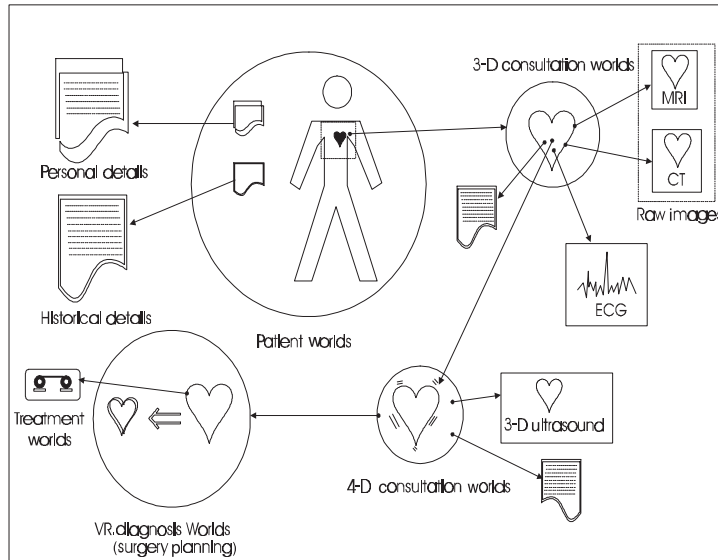 3-D consultation worlds
MRI
CT
Raw images
Personal details
Historical details
Patient worlds
ECG
Treatment
worlds
3-D ultrasound
4-D consultation worlds
VR.diagnosis Worlds
(surgery planning)